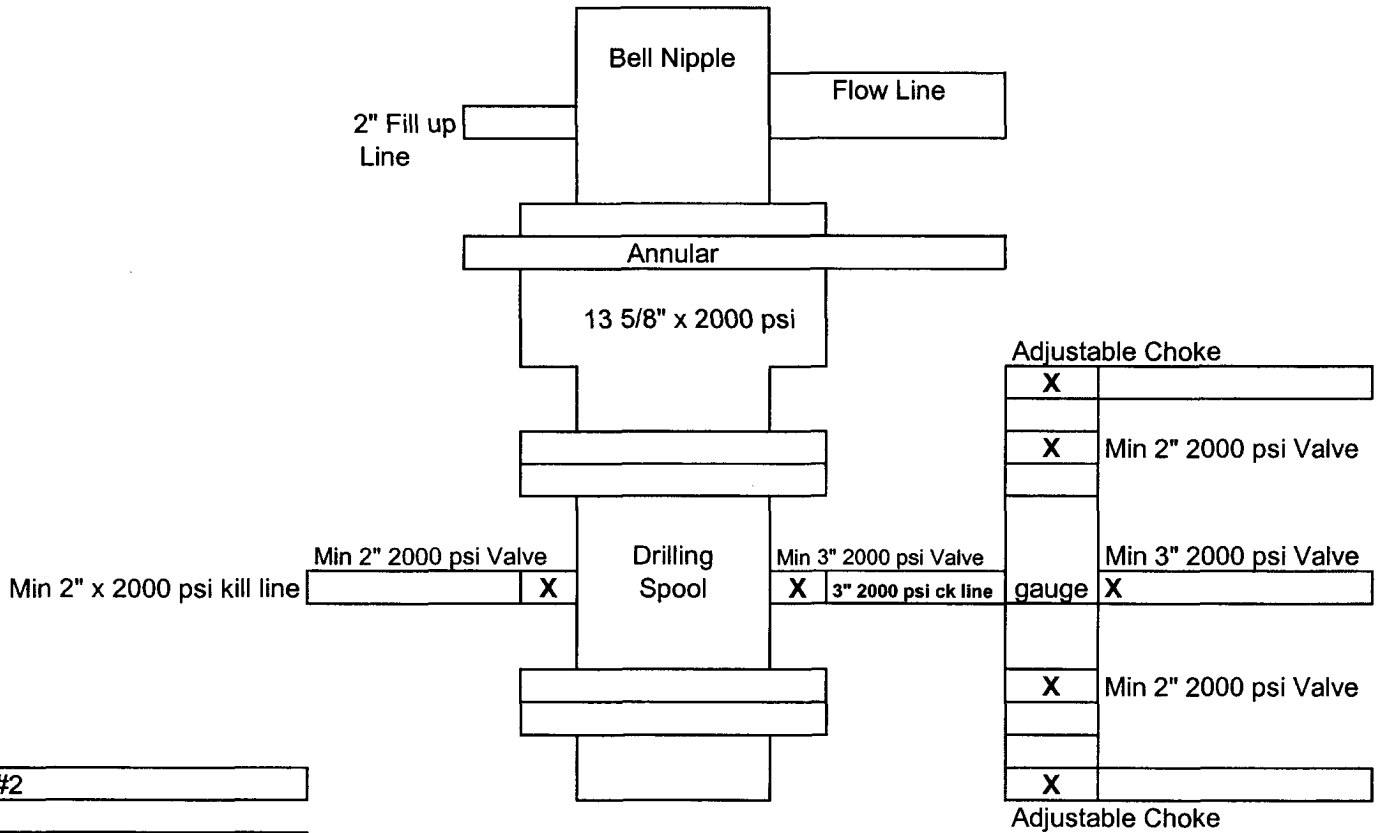 Bell Nipple
Flow Line
2" Fill up
Line
Annular
13 5/8" x 2000 psi
Adjustable Choke
X
X Min 2" 2000 psi Valve
Min 2" 2000 psi Valve
Drilling
Min 3" 2000 psi Valve
Min 3" 2000 psi Valve
Min 2" x 2000 psi kill line
X
Spool
X
3" 2000 psi ck line
gauge
X
X Min 2" 2000 psi Valve
#2
X
Adjustable Choke